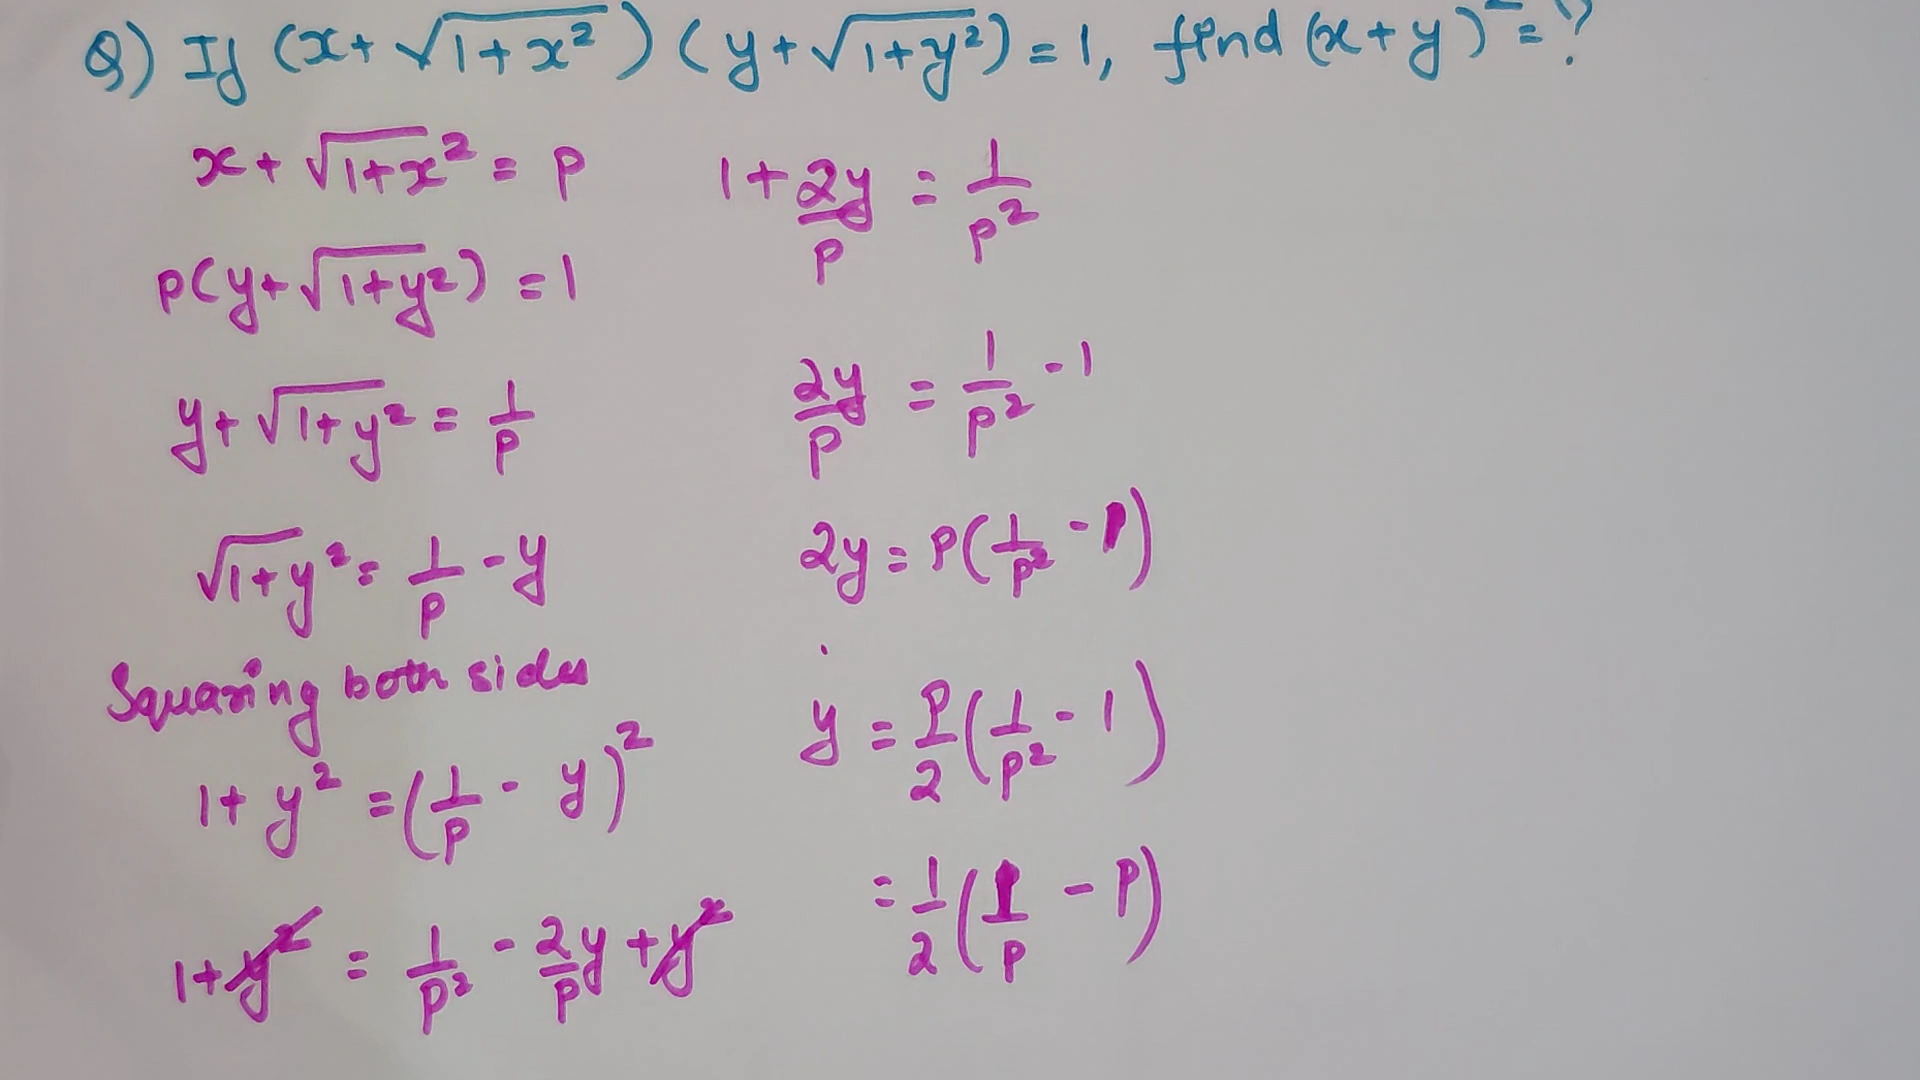 Q) If (x+√(1+x²))(y+√(1+y²))=1, find (x+y)²=?
x+√(1+x²) = p
p(y+√(1+y²)) = 1
y+√(1+y²) = 1/p
√(1+y²) = 1/p - y
Squaring both sides
1+y² = (1/p - y)²
1+y² = 1/p² - 2/p y + y²
1+2y/p = 1/p²
2y/p = 1/p² - 1
2y = p(1/p² - 1)
y = p/2(1/p² - 1)
= 1/2(1/p - p)